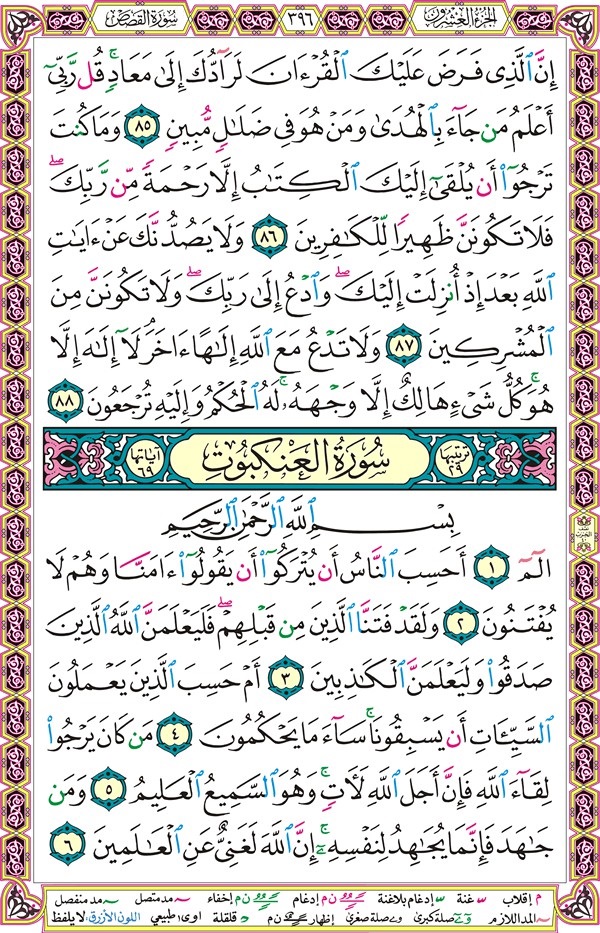 الجزء العشرون
٣٩٦
سورة القصص
إِنَّ ٱلَّذِى فَرَضَ عَلَيْكَ ٱلْقُرْءَانَ لَرَآدُّكَ إِلَىٰ مَعَادٍۚ قُل رَّبِّىٓ
أَعْلَمُ مَن جَآءَ بِٱلْهُدَىٰ وَمَنْ هُوَ فِى ضَلَٰلٍ مُّبِينٍ ٨٥ وَمَا كُنتَ
تَرْجُوٓا۟ أَن يُلْقَىٰٓ إِلَيْكَ ٱلْكِتَٰبُ إِلَّا رَحْمَةً مِّن رَّبِّكَۖ
فَلَا تَكُونَنَّ ظَهِيرًا لِّلْكَٰفِرِينَ ٨٦ وَلَا يَصُدُّنَّكَ عَنْ ءَايَٰتِ
ٱللَّهِ بَعْدَ إِذْ أُنزِلَتْ إِلَيْكَۖ وَٱدْعُ إِلَىٰ رَبِّكَۖ وَلَا تَكُونَنَّ مِنَ
ٱلْمُشْرِكِينَ ٨٧ وَلَا تَدْعُ مَعَ ٱللَّهِ إِلَٰهًا ءَاخَرَۘ لَآ إِلَٰهَ إِلَّا
هُوَۚ كُلُّ شَىْءٍ هَالِكٌ إِلَّا وَجْهَهُۥۚ لَهُ ٱلْحُكْمُ وَإِلَيْهِ تُرْجَعُونَ ٨٨
ترتيبها ٢٩
سورة العنكبوت
آياتها ٦٩
بِسْمِ ٱللَّهِ ٱلرَّحْمَٰنِ ٱلرَّحِيمِ
الٓمٓ ١ أَحَسِبَ ٱلنَّاسُ أَن يُتْرَكُوٓا۟ أَن يَقُولُوٓا۟ ءَامَنَّا وَهُمْ لَا
يُفْتَنُونَ ٢ وَلَقَدْ فَتَنَّا ٱلَّذِينَ مِن قَبْلِهِمْۖ فَلَيَعْلَمَنَّ ٱللَّهُ ٱلَّذِينَ
صَدَقُوا۟ وَلَيَعْلَمَنَّ ٱلْكَٰذِبِينَ ٣ أَمْ حَسِبَ ٱلَّذِينَ يَعْمَلُونَ
ٱلسَّيِّـَٔاتِ أَن يَسْبِقُونَاۚ سَآءَ مَا يَحْكُمُونَ ٤ مَن كَانَ يَرْجُوا۟
لِقَآءَ ٱللَّهِ فَإِنَّ أَجَلَ ٱللَّهِ لَـَٔاتٍۚ وَهُوَ ٱلسَّمِيعُ ٱلْعَلِيمُ ٥ وَمَن
جَٰهَدَ فَإِنَّمَا يُجَٰهِدُ لِنَفْسِهِۦٓۚ إِنَّ ٱللَّهَ لَغَنِىٌّ عَنِ ٱلْعَٰلَمِينَ ٦
م إقلاب غنة إدغام بلاغنة ن م إدغام ن م إخفاء مد متصل مد منفصل
المد اللازم صلة كبرى صلة صغرى إظهار ن م قلقلة اوى طبيعي اللون الأزرق لا يلفظ